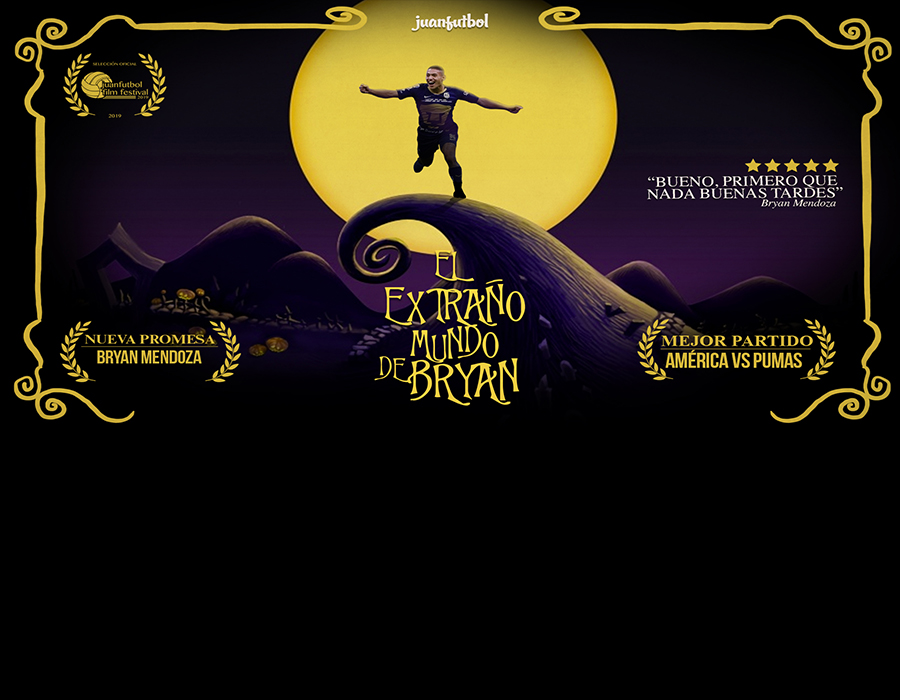 juanfutbol
SELECCIÓN OFICIAL
juanfutbol
film festival
2019
2019
“BUENO, PRIMERO QUE
NADA BUENAS TARDES”
Bryan Mendoza
EL
EXTRAÑO
MUNDO
DE BRYAN
NUEVA PROMESA
BRYAN MENDOZA
MEJOR PARTIDO
AMÉRICA VS PUMAS